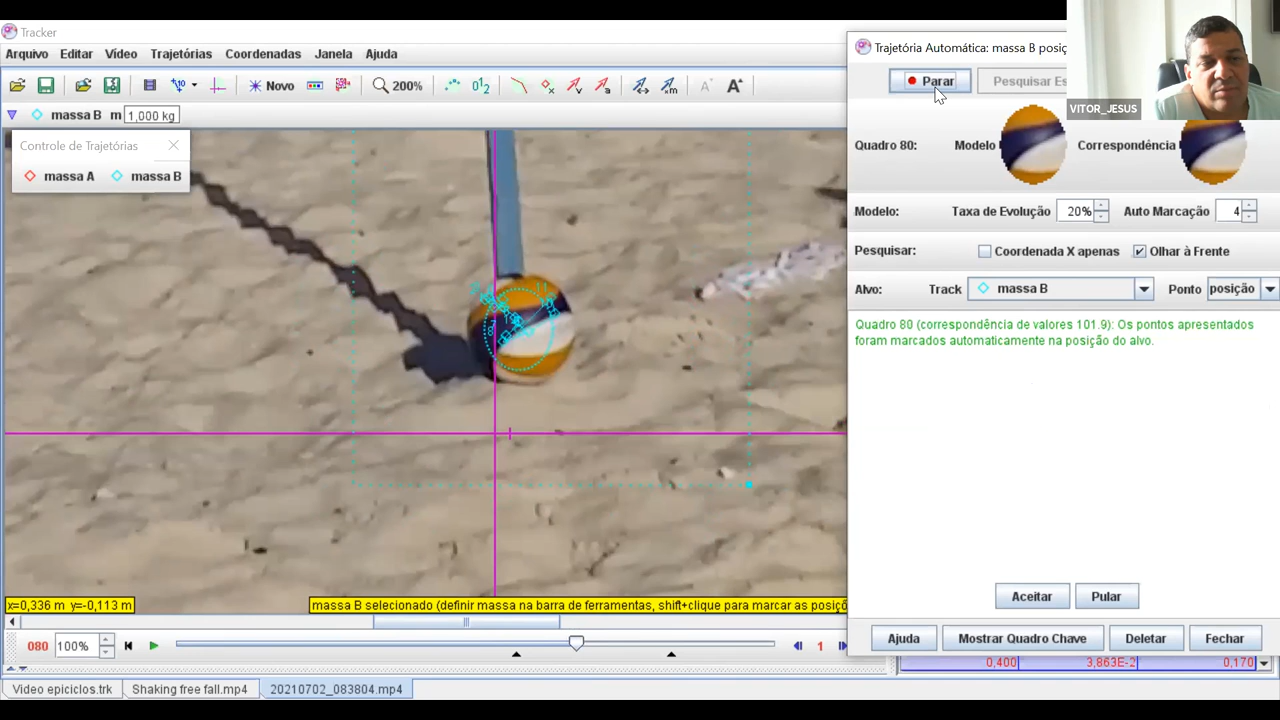 Tracker
Arquivo Editar Vídeo Trajetórias Coordenadas Janela Ajuda
Novo 200%
massa B m 1,000 kg
Controle de Trajetórias
massa A massa B
x=0,336 m y=-0,113 m
massa B selecionado (definir massa na barra de ferramentas, shift+clique para marcar as posiçõ
080 100% 1
Video epiciclos.trk Shaking free fall.mp4 20210702_083804.mp4
Trajetória Automática: massa B posiç
Parar Pesquisar Es
VITOR_JESUS
Quadro 80: Modelo Correspondência
Modelo: Taxa de Evolução 20% Auto Marcação 4
Pesquisar: Coordenada X apenas Olhar à Frente
Alvo: Track massa B Ponto posição
Quadro 80 (correspondência de valores 101.9): Os pontos apresentados
foram marcados automaticamente na posição do alvo.
Aceitar Pular
Ajuda Mostrar Quadro Chave Deletar Fechar
0,400 3,863E-2 0,170